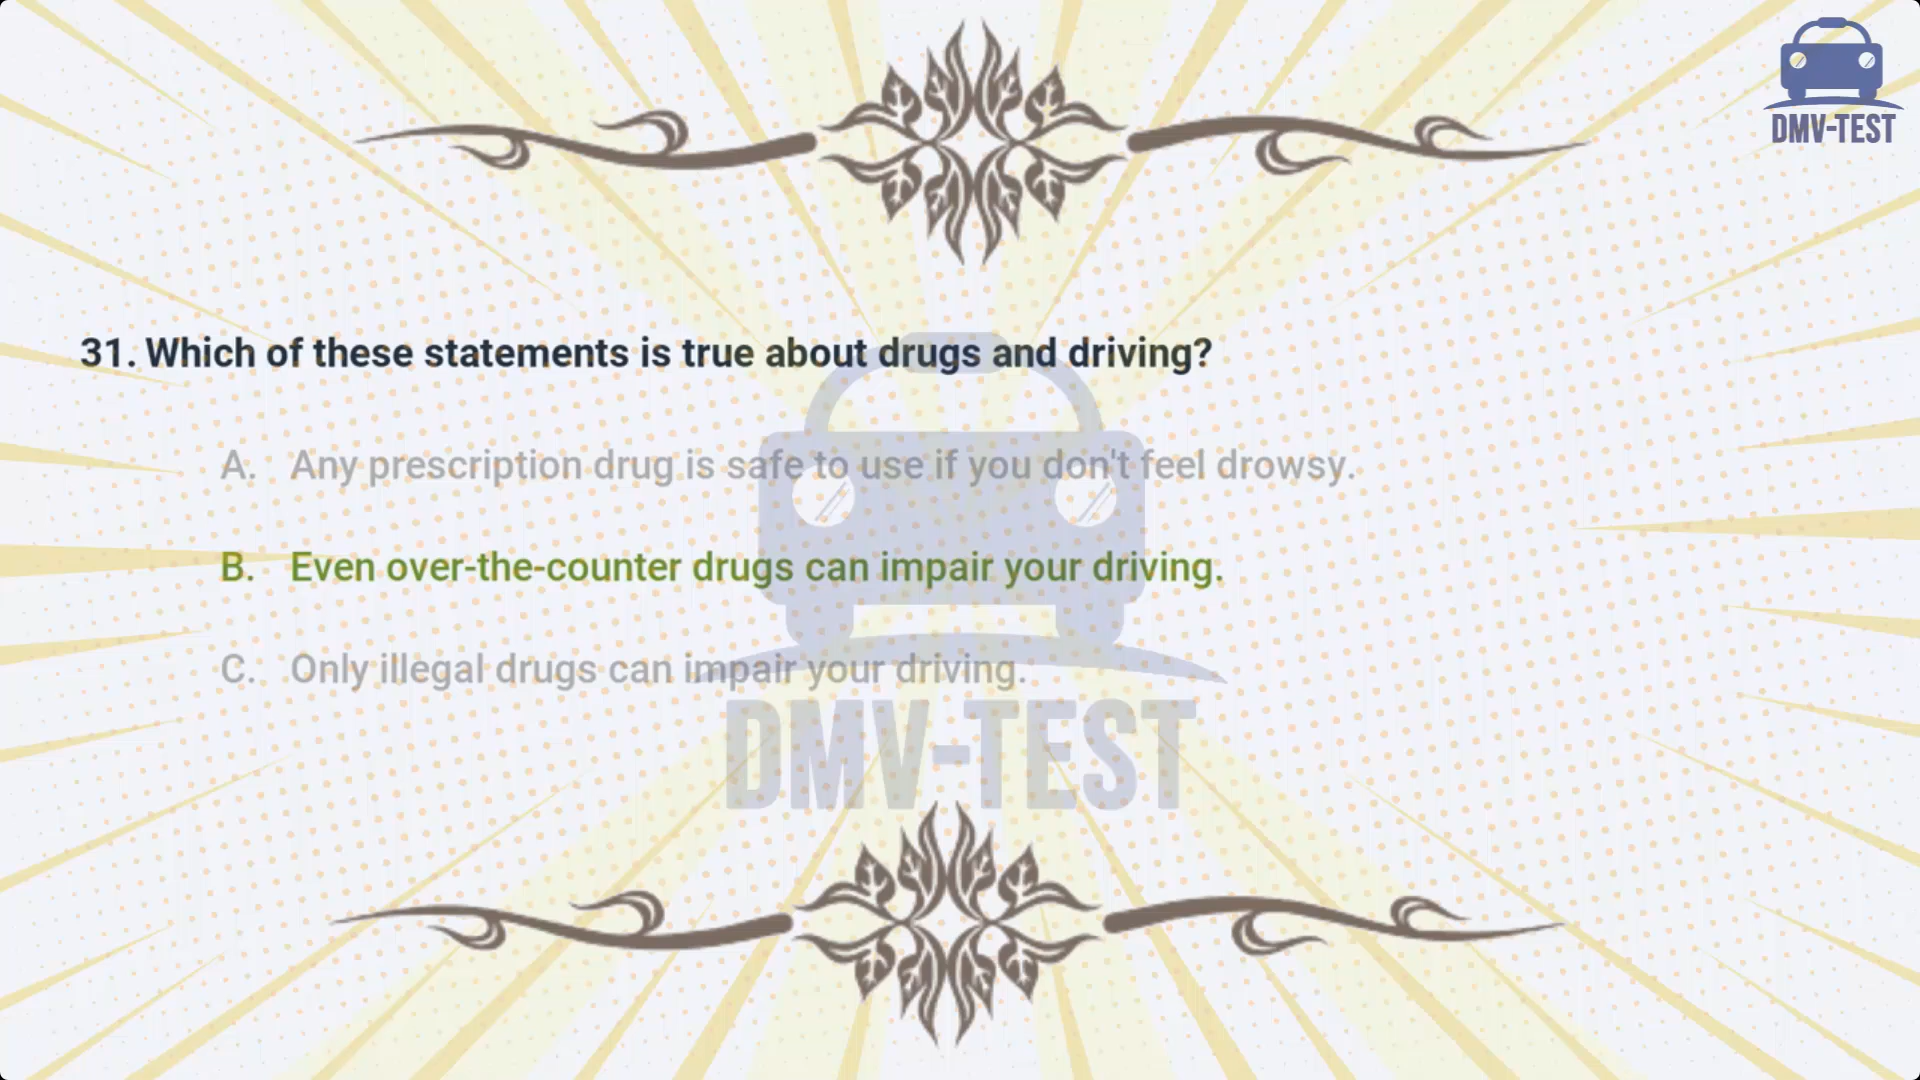 DMV-TEST
31. Which of these statements is true about drugs and driving?
A. Any prescription drug is safe to use if you don't feel drowsy.
B. Even over-the-counter drugs can impair your driving.
C. Only illegal drugs can impair your driving.
DMV-TEST